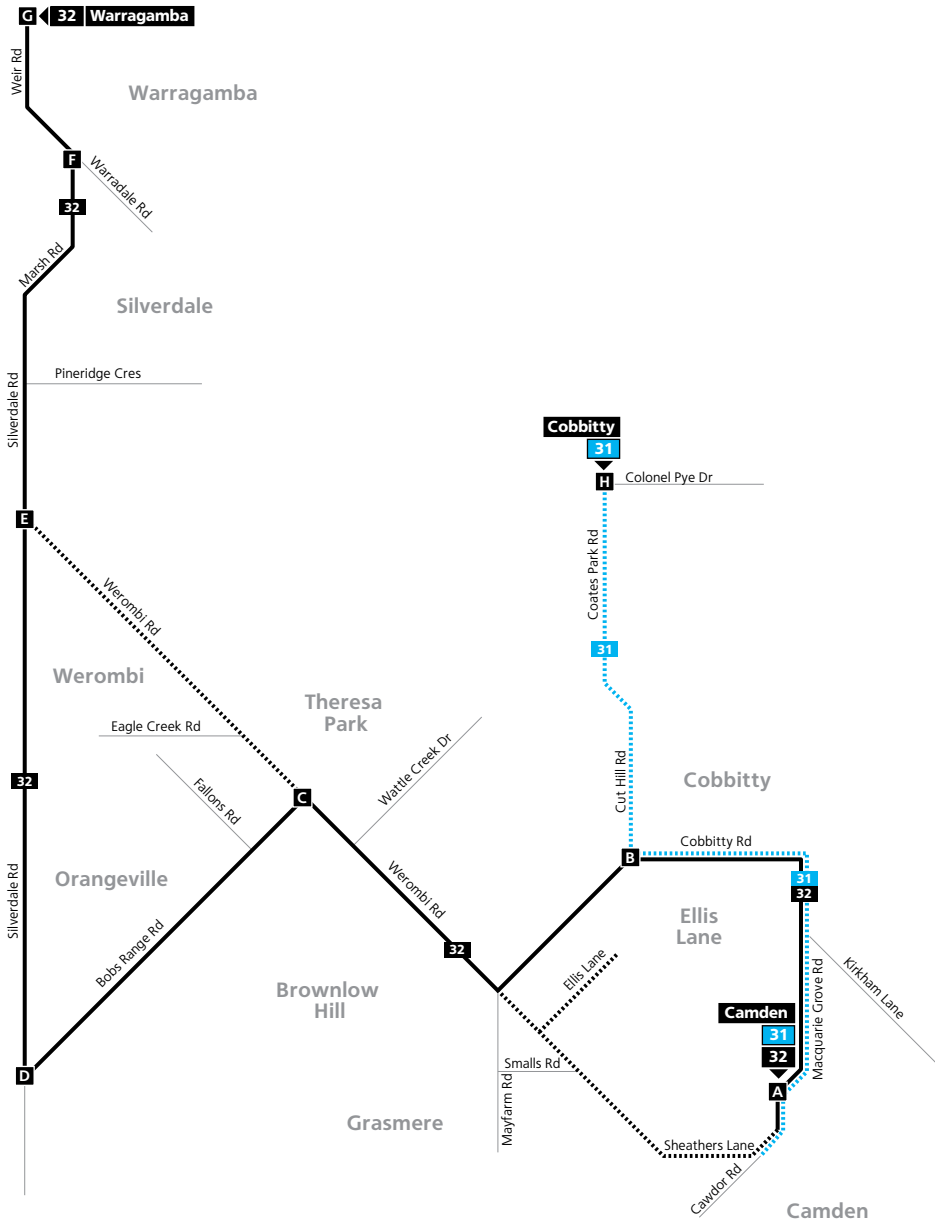 G
32 Warragamba
Weir Rd
Warragamba
F
Warradale Rd
32
Marsh Rd
Silverdale
Pineridge Cres
Silverdale Rd
Cobbitty
31
H
Colonel Pye Dr
E
Coates Park Rd
Werombi Rd
31
Werombi
Theresa
Park
Eagle Creek Rd
Wattle Creek Dr
Cut Hill Rd
32
Fallons Rd
C
Cobbitty
Cobbitty Rd
B
Silverdale Rd
Orangeville
Werombi Rd
31
32
Ellis
Lane
Bobs Range Rd
32
Ellis Lane
Kirkham Lane
Macquarie Grove Rd
Brownlow
Hill
Camden
31
32
D
Smalls Rd
A
Mayfarm Rd
Grasmere
Sheathers Lane
Cawdor Rd
Camden